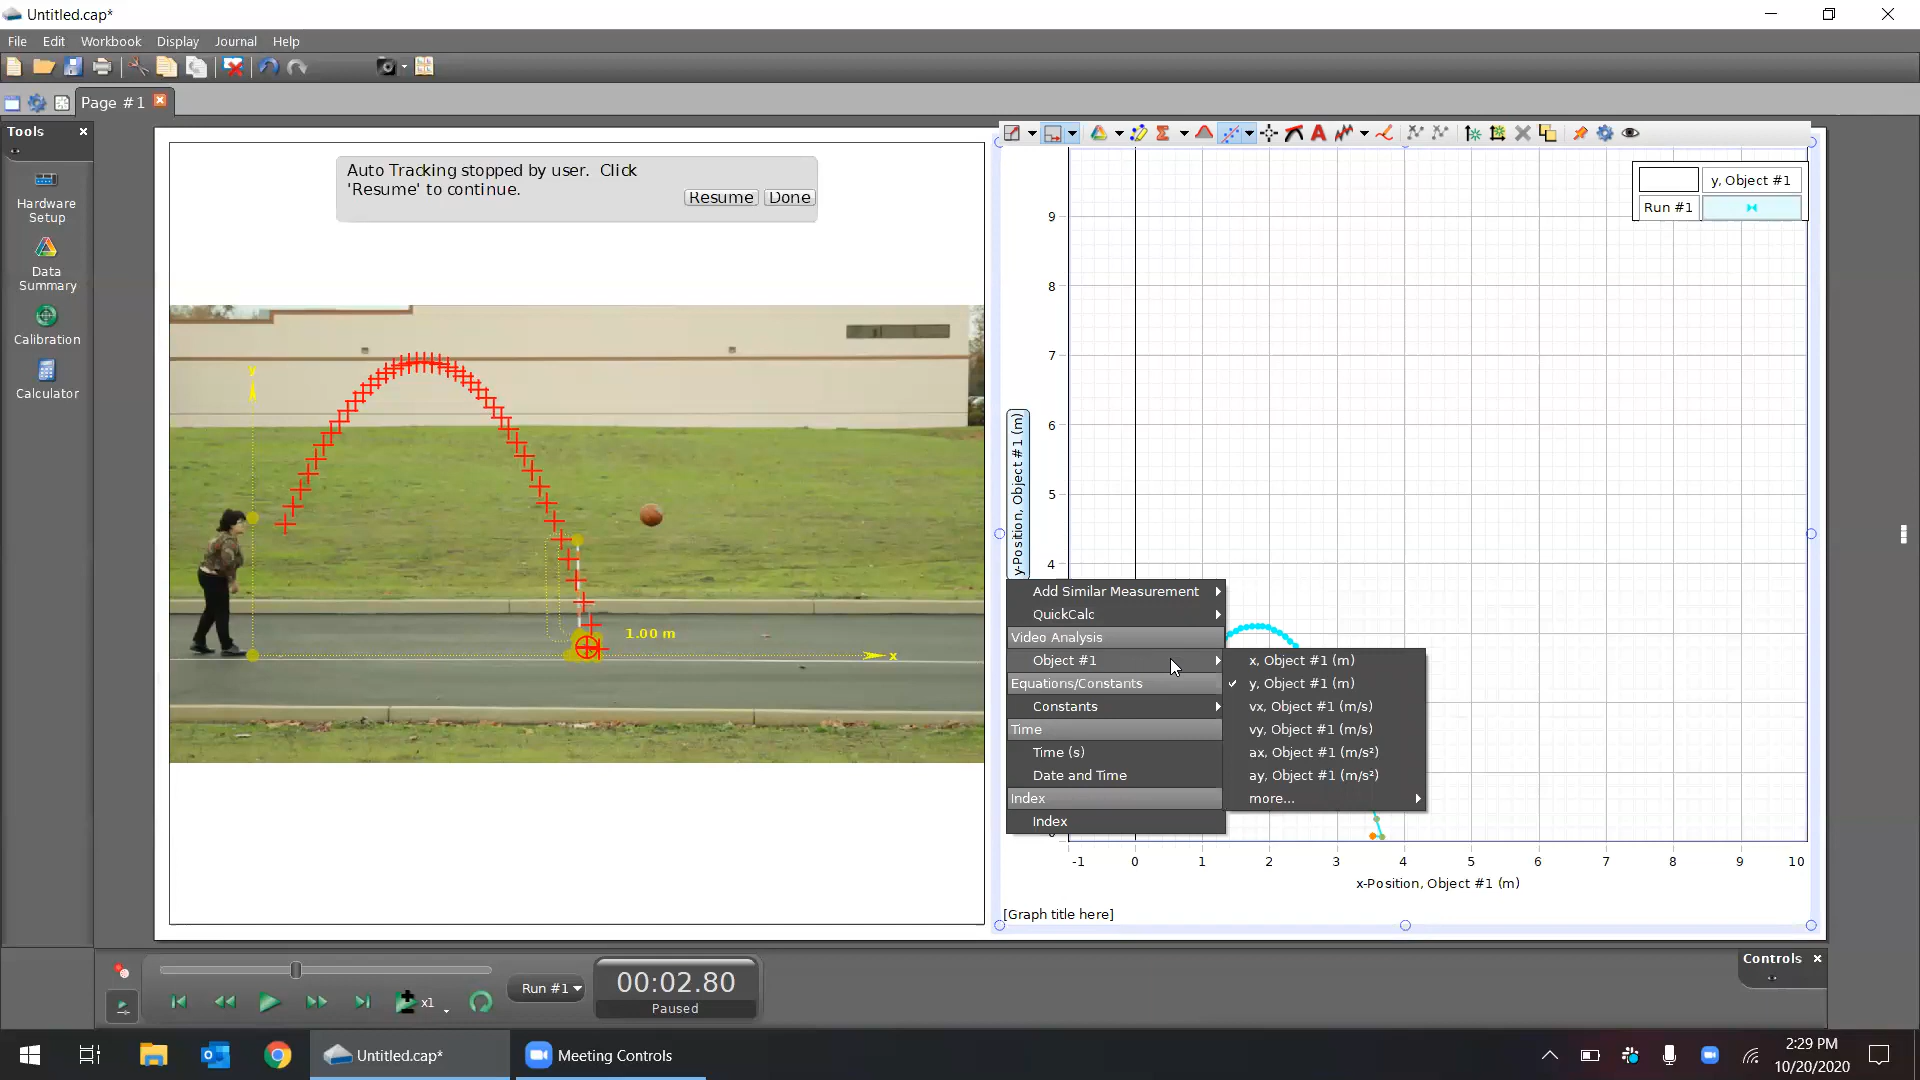 Untitled.cap*
File Edit Workbook Display Journal Help
Page #1
Tools
Hardware
Setup
Data
Summary
Calibration
Calculator
Auto Tracking stopped by user. Click
'Resume' to continue.
Resume Done
y
1.00 m
x
y, Object #1
Run #1
9
8
7
6
5
4
y-Position, Object #1 (m)
Add Similar Measurement
QuickCalc
Video Analysis
Object #1
Equations/Constants
Constants
Time
Time (s)
Date and Time
Index
Index
x, Object #1 (m)
y, Object #1 (m)
vx, Object #1 (m/s)
vy, Object #1 (m/s)
ax, Object #1 (m/s²)
ay, Object #1 (m/s²)
more...
-1 0 1 2 3 4 5 6 7 8 9 10
x-Position, Object #1 (m)
[Graph title here]
x1
Run #1
00:02.80
Paused
Controls
Untitled.cap*
Meeting Controls
2:29 PM
10/20/2020